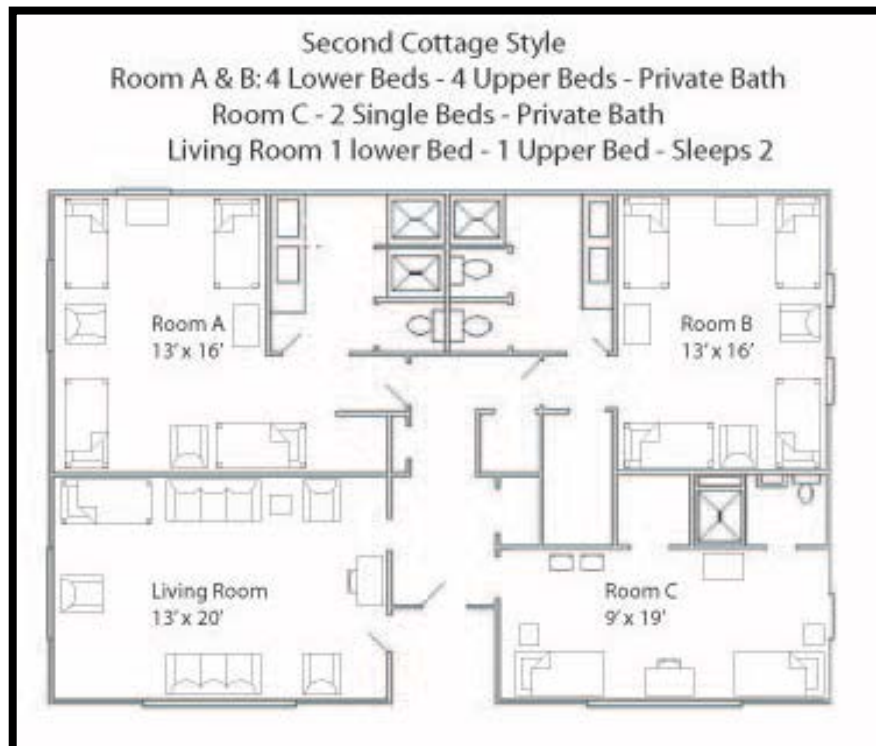 Second Cottage Style
Room A & B: 4 Lower Beds - 4 Upper Beds - Private Bath
Room C - 2 Single Beds - Private Bath
Living Room 1 lower Bed - 1 Upper Bed - Sleeps 2
Room A
13' x 16'
Room B
13' x 16'
Living Room
13' x 20'
Room C
9' x 19'